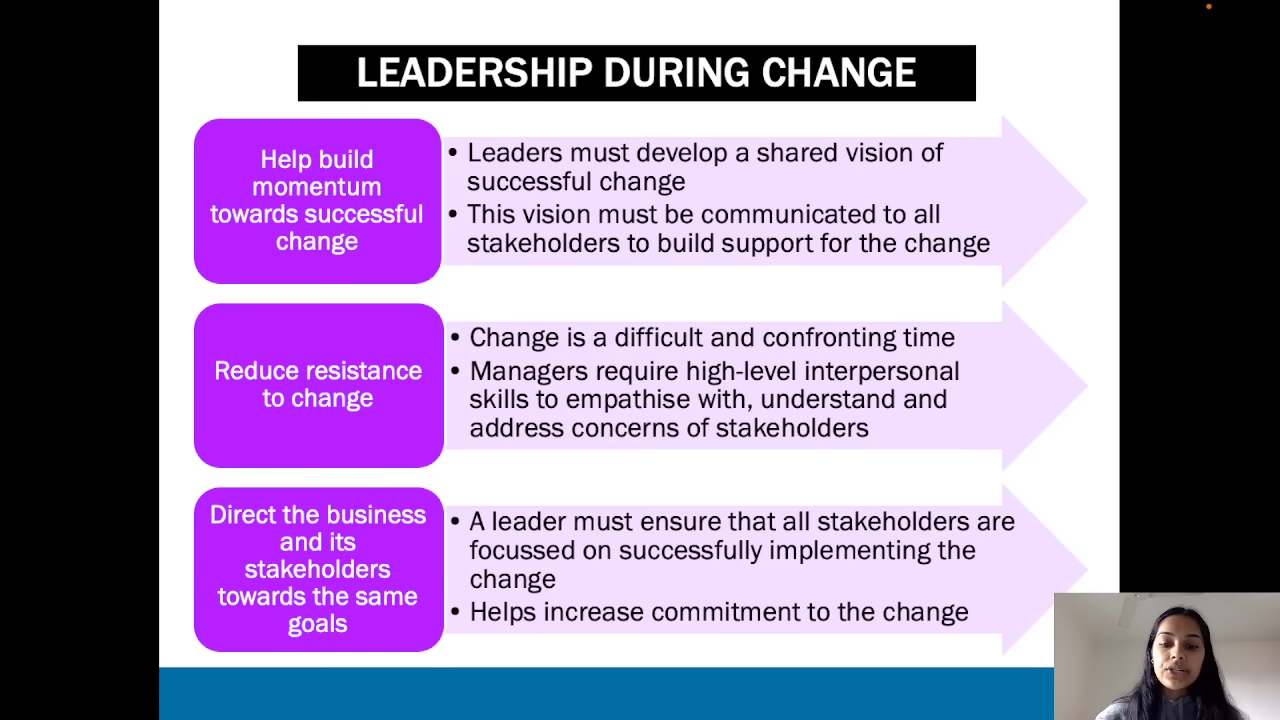 LEADERSHIP DURING CHANGE
Help build
momentum
towards successful
change
• Leaders must develop a shared vision of
successful change
• This vision must be communicated to all
stakeholders to build support for the change
Reduce resistance
to change
• Change is a difficult and confronting time
• Managers require high-level interpersonal
skills to empathise with, understand and
address concerns of stakeholders
Direct the business
and its
stakeholders
towards the same
goals
• A leader must ensure that all stakeholders are
focussed on successfully implementing the
change
• Helps increase commitment to the change